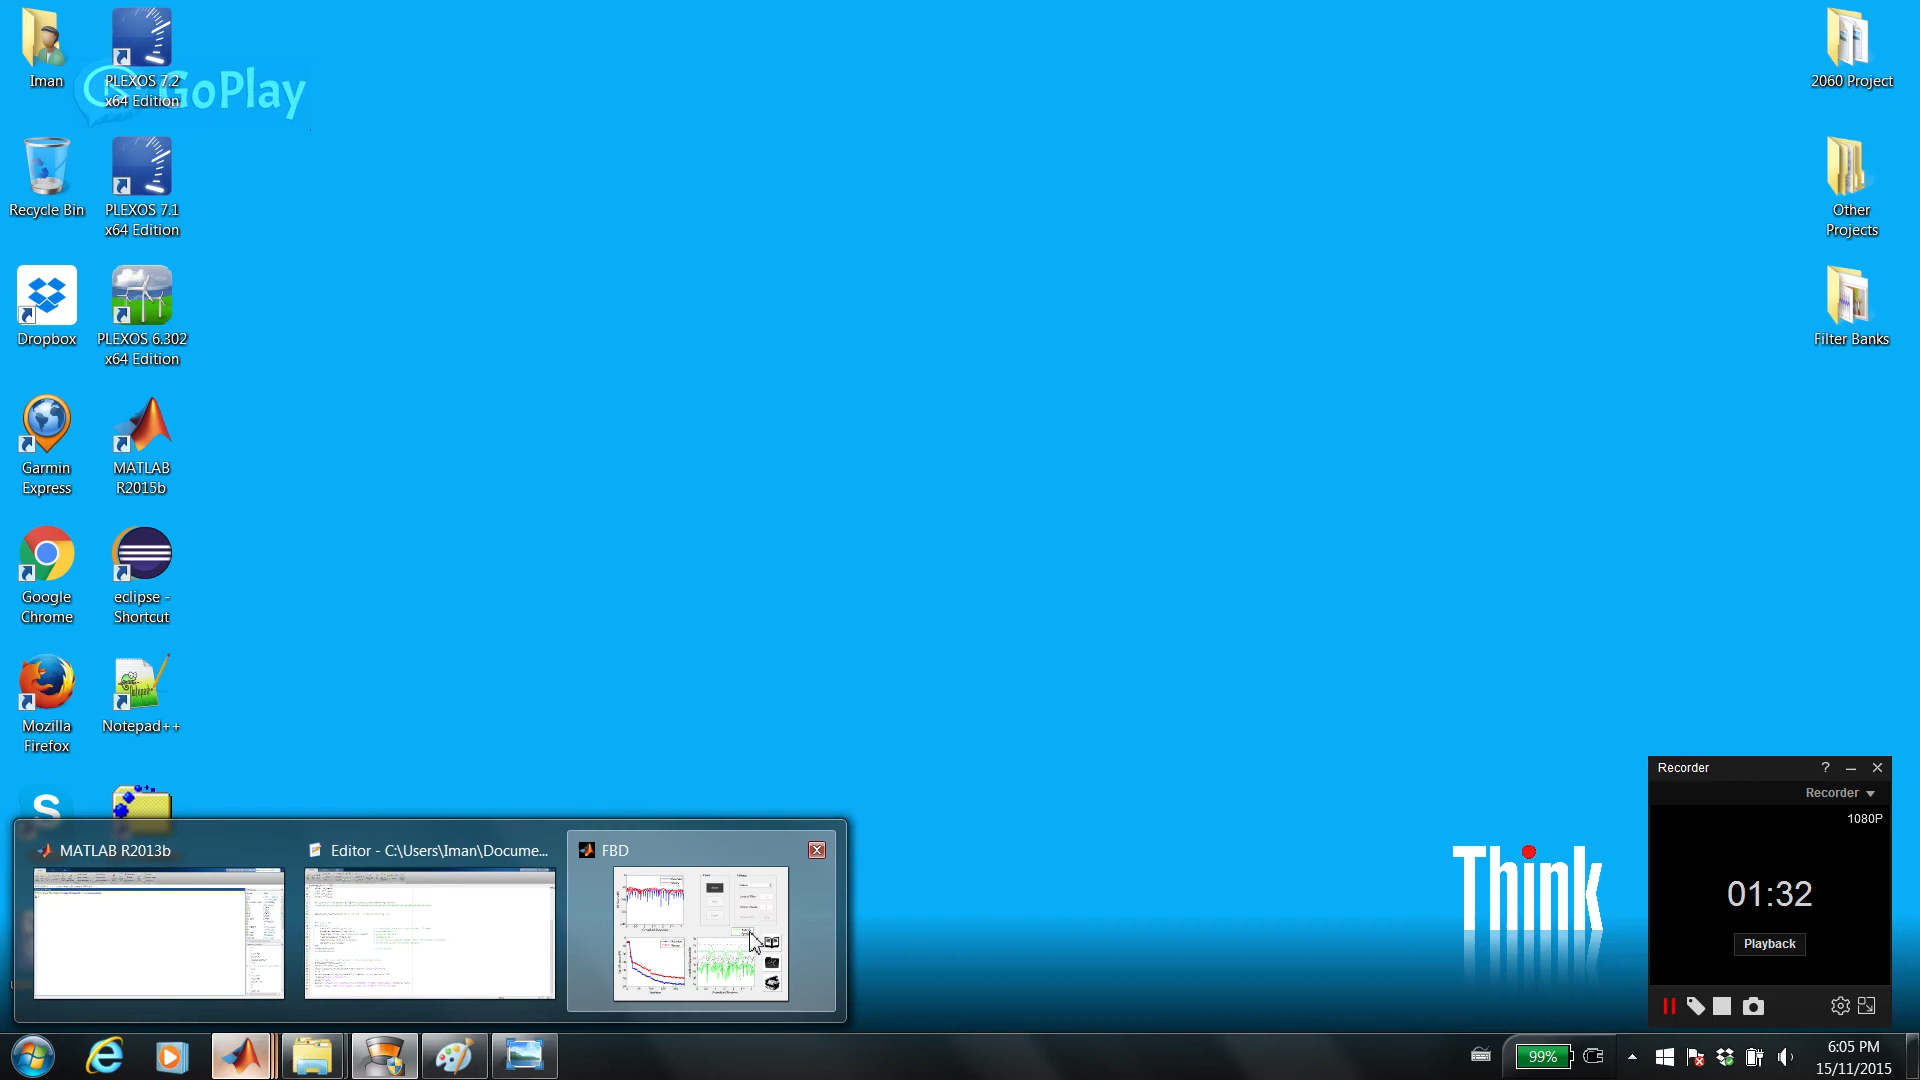 Iman
PLEXOS 7.2
x64 Edition
GoPlay
2060 Project
Recycle Bin
PLEXOS 7.1
x64 Edition
Other
Projects
Dropbox
PLEXOS 6.302
x64 Edition
Filter Banks
Garmin
Express
MATLAB
R2015b
Google
Chrome
eclipse -
Shortcut
Mozilla
Firefox
Notepad++
S
MATLAB R2013b
Editor - C:\Users\Iman\Docume...
FBD
Think
Recorder
?
Recorder
1080P
01:32
Playback
99%
6:05 PM
15/11/2015